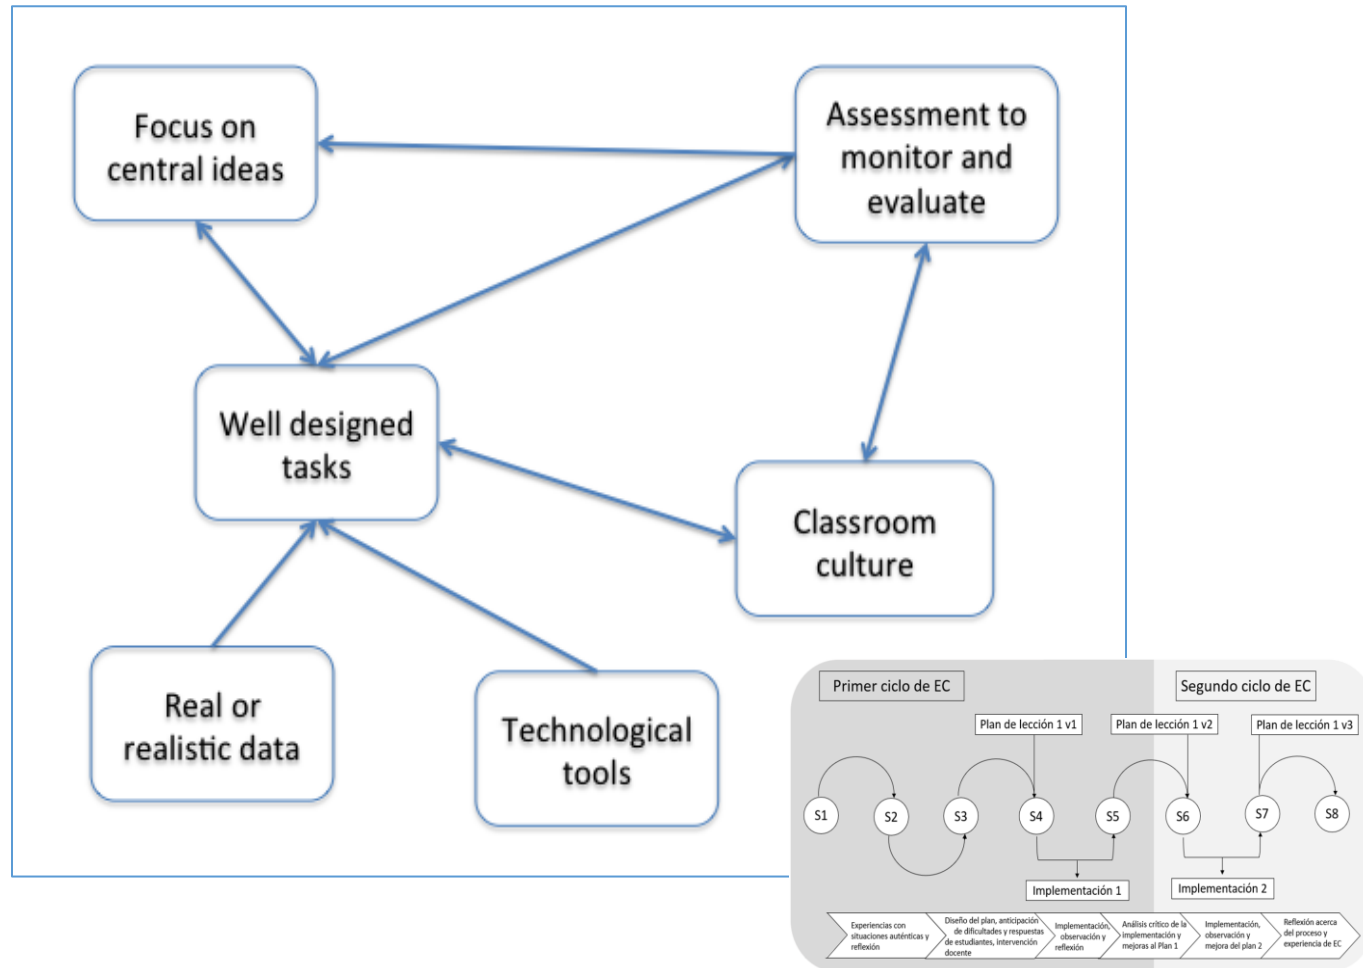 Focus on
central ideas
Assessment to
monitor and
evaluate
Well designed
tasks
Classroom
culture
Real or
realistic data
Technological
tools
Primer ciclo de EC
Segundo ciclo de EC
Plan de lección 1 v1
Plan de lección 1 v2
Plan de lección 1 v3
S1
S2
S3
S4
S5
S6
S7
S8
Implementación 1
Implementación 2
Experiencias con
situaciones auténticas y
reflexión
Diseño del plan, anticipación
de dificultades y respuestas
de estudiantes, intervención
docente
Implementación,
observación y
reflexión
Análisis crítico de la
implementación y
mejoras al Plan 1
Implementación,
observación y
mejora del plan 2
Reflexión acerca
del proceso y
experiencia de EC